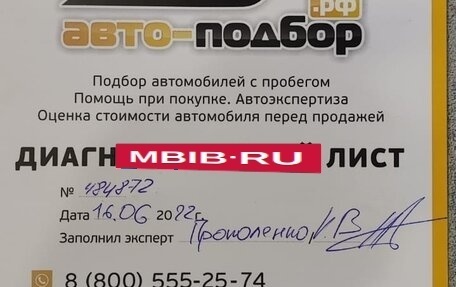 .РФ
авто-подбор
Подбор автомобилей с пробегом
Помощь при покупке. Автоэкспертиза
Оценка стоимости автомобиля перед продажей
MBIB-RU
ЛИСТ
№ 484872
Дата 16.06 2022г.
Заполнил эксперт
8 (800) 555-25-74